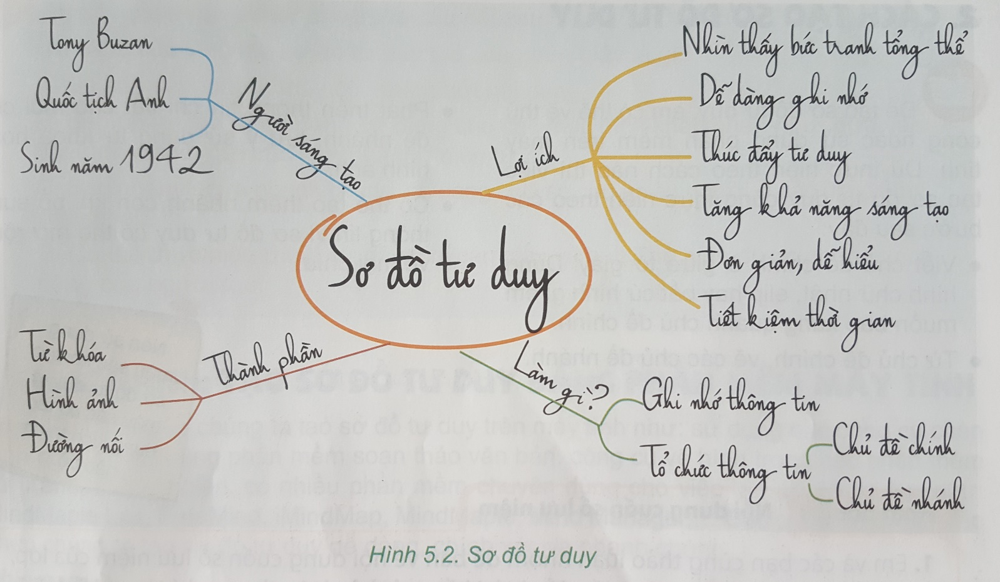 Tony Buzan
Quốc tịch Anh
Sinh năm 1942
Người sáng tạo
Sơ đồ tư duy
Lợi ích
Nhìn thấy bức tranh tổng thể
Dễ dàng ghi nhớ
Thúc đẩy tư duy
Tăng khả năng sáng tạo
Đơn giản, dễ hiểu
Tiết kiệm thời gian
Thành phần
Từ khóa
Hình ảnh
Đường nối
Làm gì?
Ghi nhớ thông tin
Tổ chức thông tin
Chủ đề chính
Chủ đề nhánh
Hình 5.2. Sơ đồ tư duy